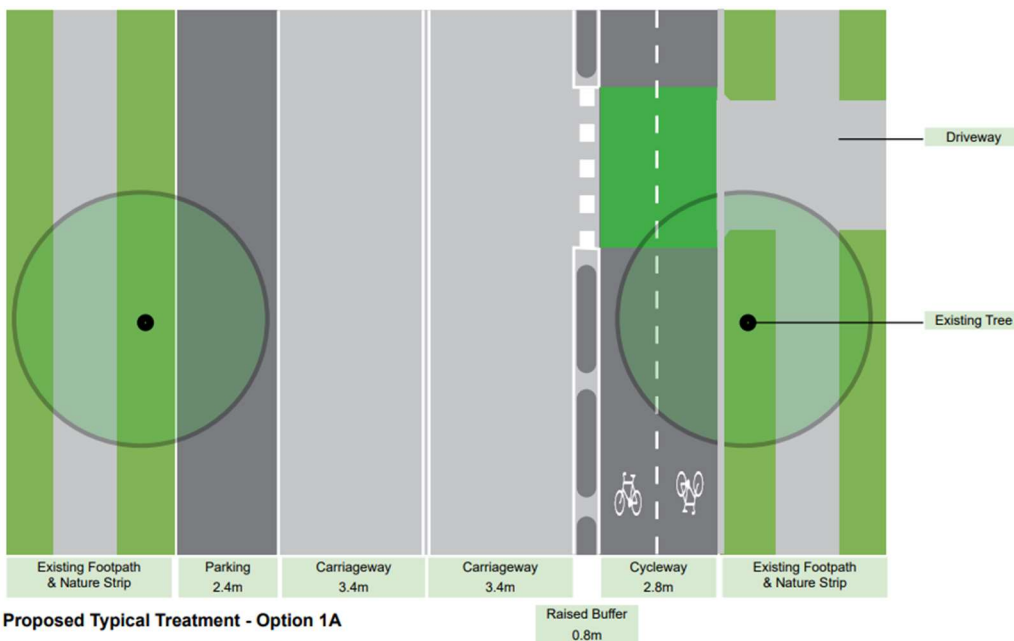 Driveway
Existing Tree
Existing Footpath
& Nature Strip
Parking
2.4m
Carriageway
3.4m
Carriageway
3.4m
Cycleway
2.8m
Existing Footpath
& Nature Strip
Proposed Typical Treatment - Option 1A
Raised Buffer
0.8m